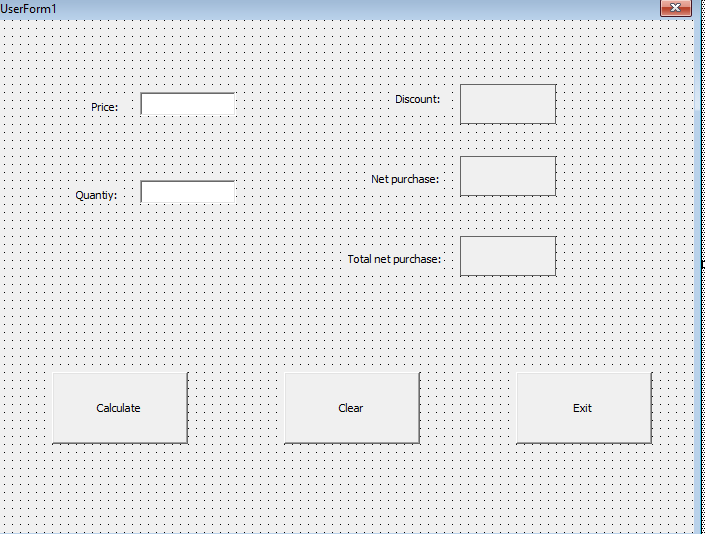 UserForm1
Price:
Discount:
Quantiy:
Net purchase:
Total net purchase:
Calculate
Clear
Exit